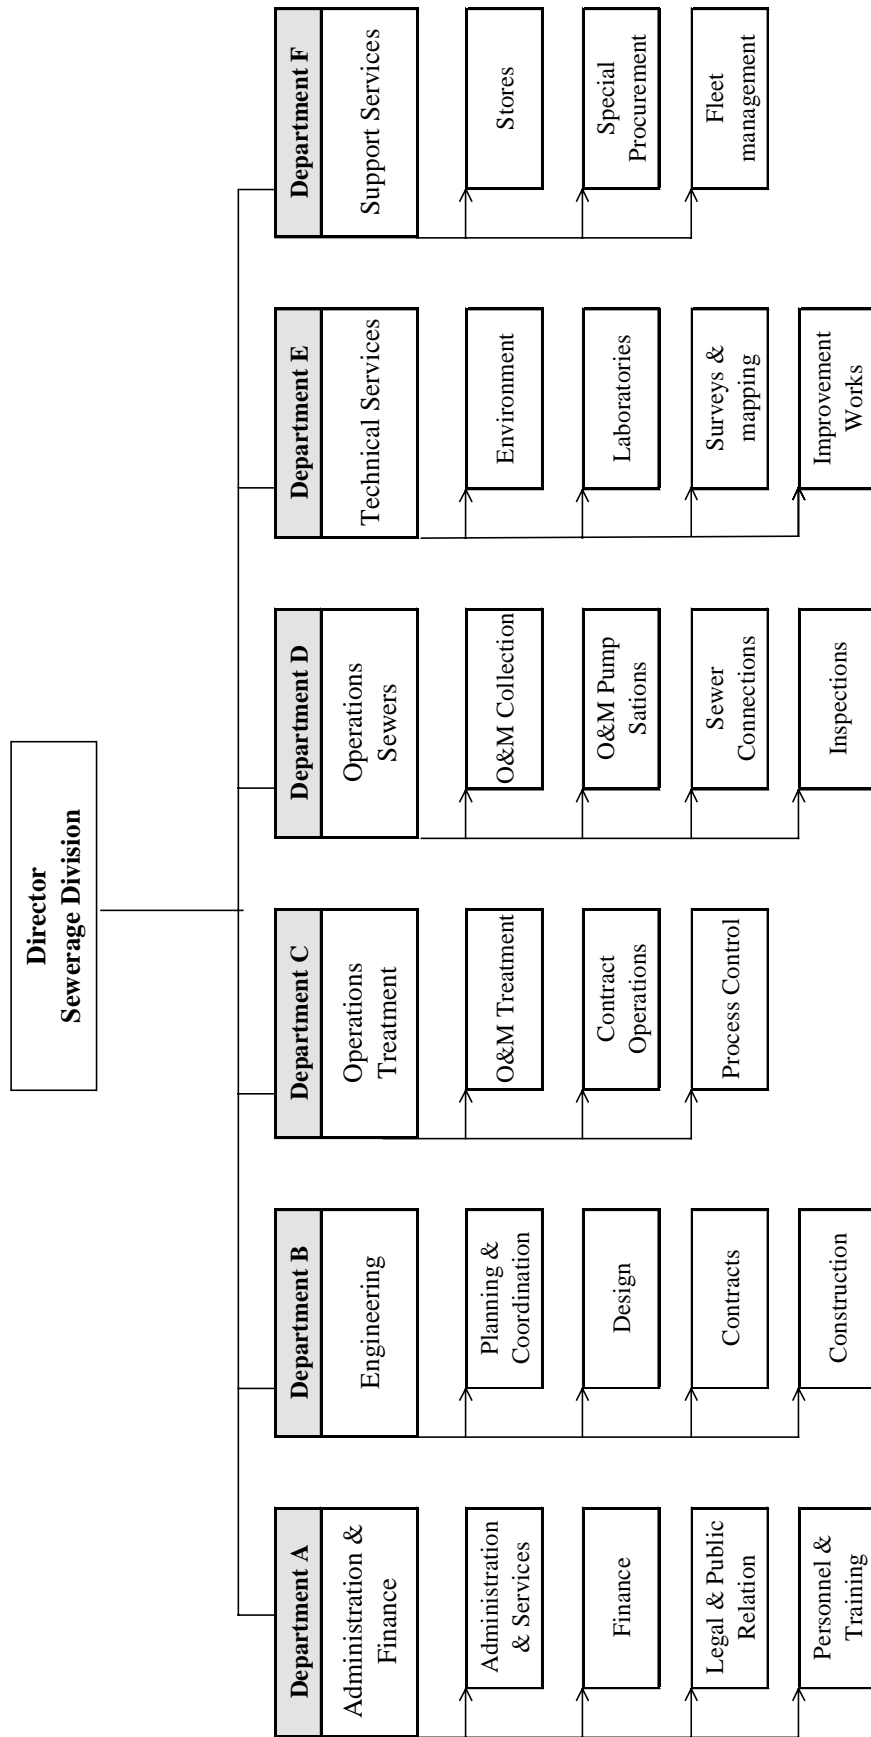 Director
Sewerage Division
Department A
Administration &
Finance
Administration
& Services
Finance
Legal & Public
Relation
Personnel &
Training
Department B
Engineering
Planning &
Coordination
Design
Contracts
Construction
Department C
Operations
Treatment
O&M Treatment
Contract
Operations
Process Control
Department D
Operations
Sewers
O&M Collection
O&M Pump
Sations
Sewer
Connections
Inspections
Department E
Technical Services
Environment
Laboratories
Surveys &
mapping
Improvement
Works
Department F
Support Services
Stores
Special
Procurement
Fleet
management